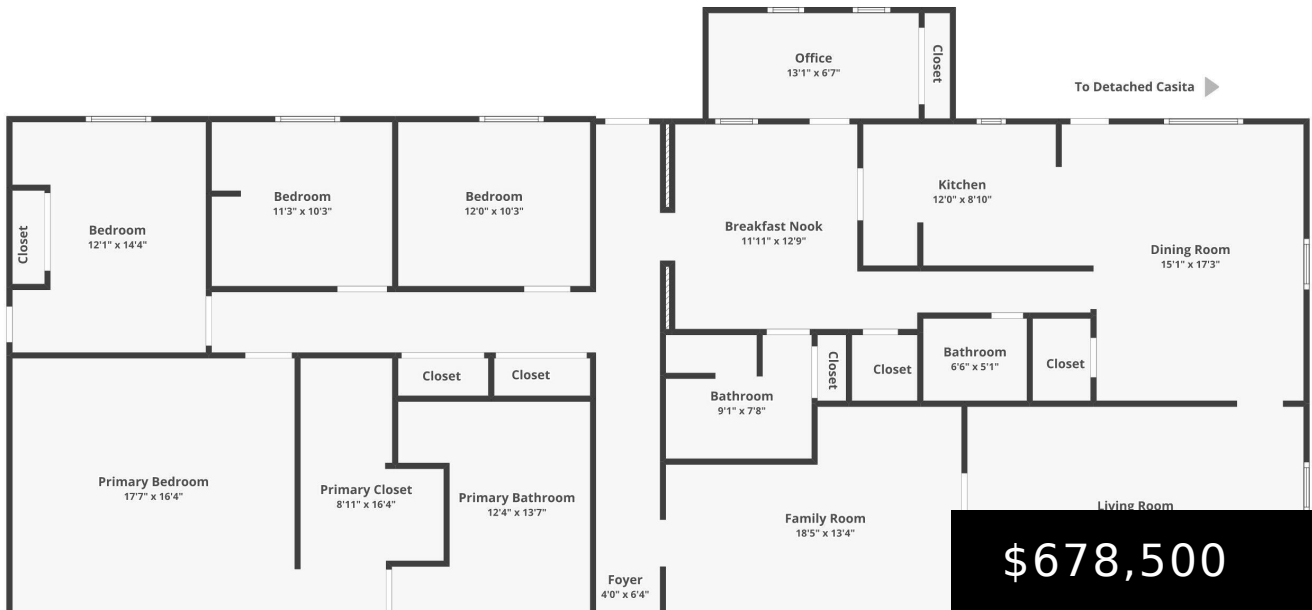 Office
13'1" x 6'7"
Closet
To Detached Casita
Bedroom
12'1" x 14'4"
Closet
Bedroom
11'3" x 10'3"
Bedroom
12'0" x 10'3"
Breakfast Nook
11'11" x 12'9"
Kitchen
12'0" x 8'10"
Dining Room
15'1" x 17'3"
Closet
Closet
Bathroom
9'1" x 7'8"
Closet
Closet
Bathroom
6'6" x 5'1"
Closet
Primary Bedroom
17'7" x 16'4"
Primary Closet
8'11" x 16'4"
Primary Bathroom
12'4" x 13'7"
Family Room
18'5" x 13'4"
Living Room
Foyer
4'0" x 6'4"
$678,500